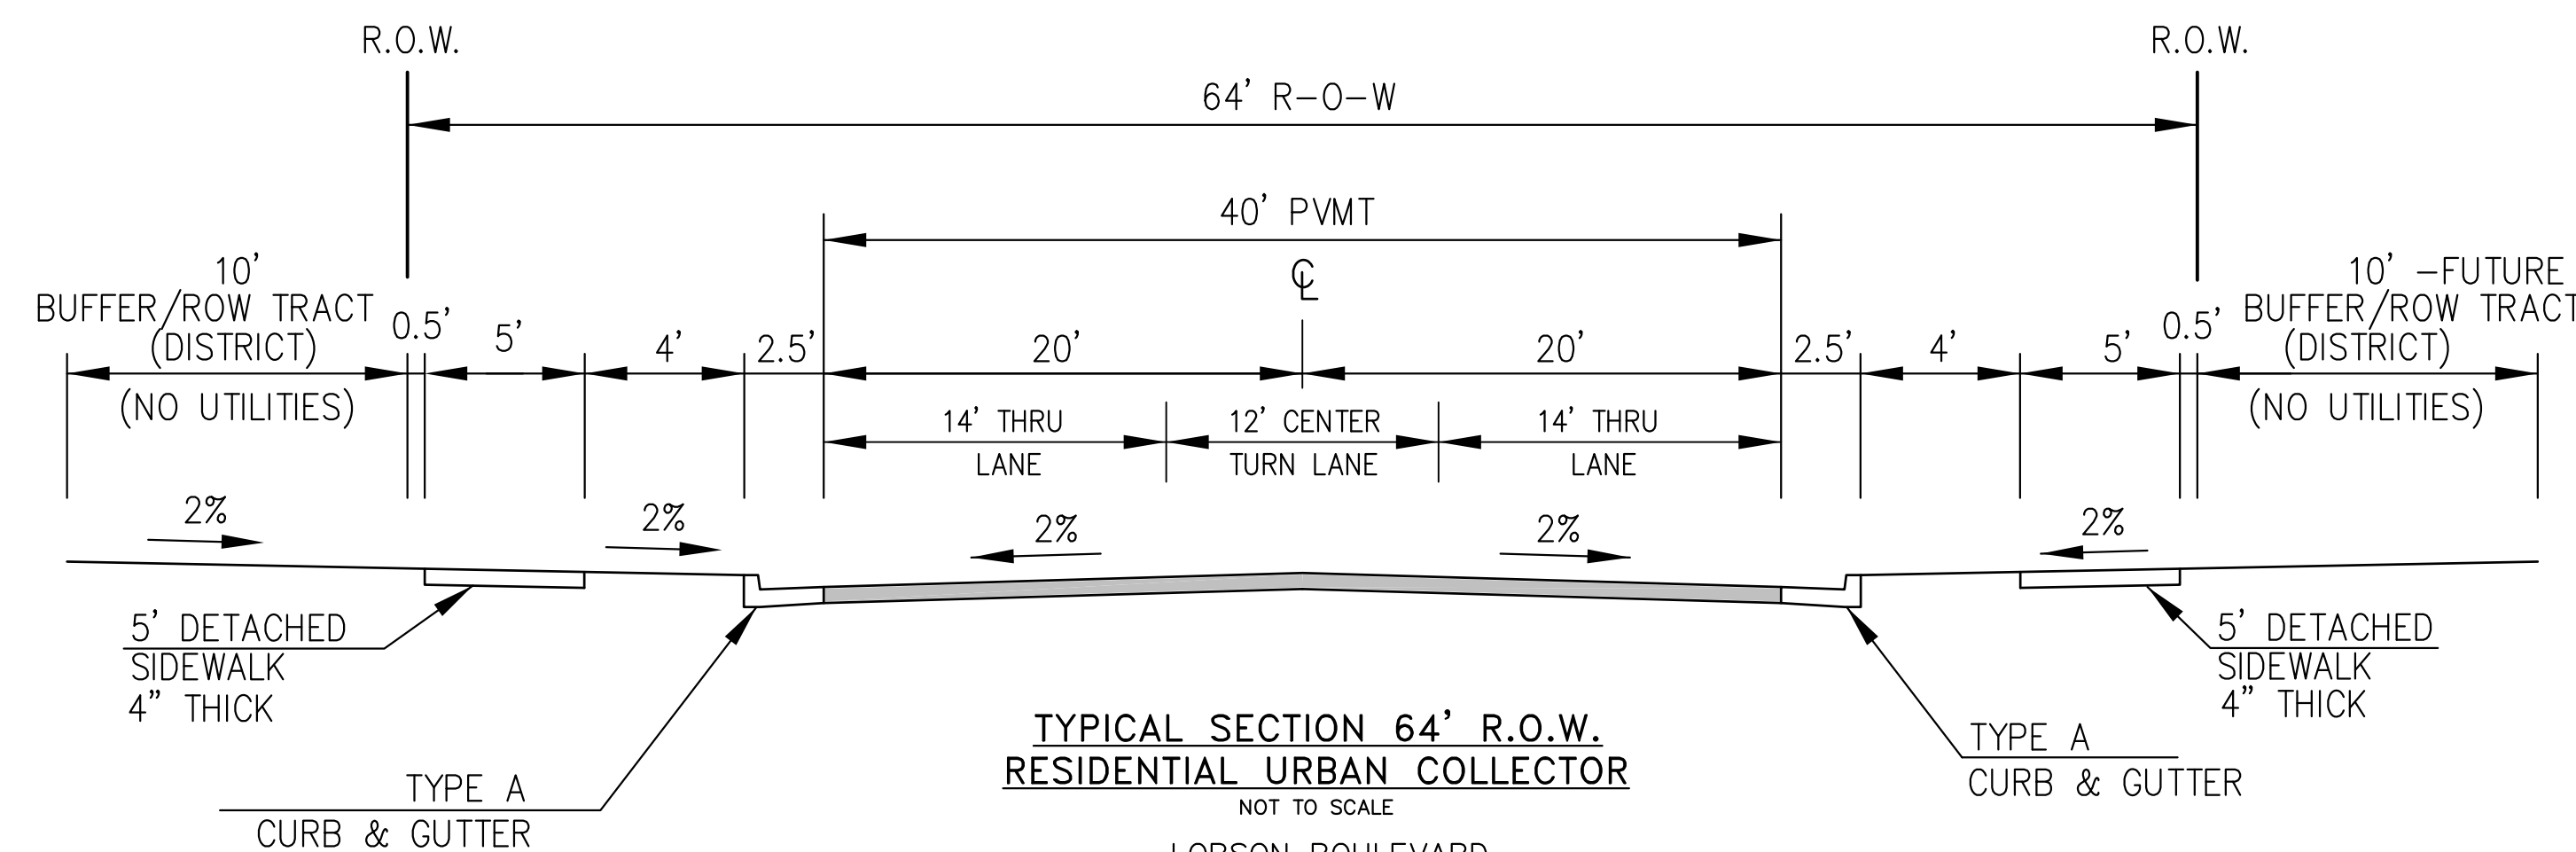 R.O.W.
R.O.W.
64' R-O-W
40' PVMT
℄
10'
BUFFER/ROW TRACT
(DISTRICT)
(NO UTILITIES)
0.5'
5'
4'
2.5'
20'
20'
2.5'
4'
5'
0.5'
10' -FUTURE
BUFFER/ROW TRACT
(DISTRICT)
(NO UTILITIES)
14' THRU
LANE
12' CENTER
TURN LANE
14' THRU
LANE
2%
2%
2%
2%
2%
5' DETACHED
SIDEWALK
4" THICK
TYPE A
CURB & GUTTER
5' DETACHED
SIDEWALK
4" THICK
TYPE A
CURB & GUTTER
TYPICAL SECTION 64' R.O.W.
RESIDENTIAL URBAN COLLECTOR
NOT TO SCALE
BOULEVARD